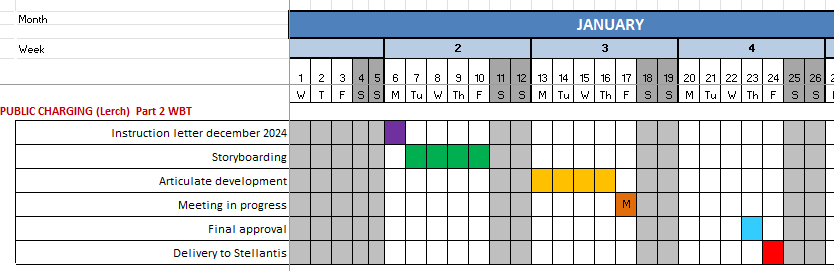 Month JANUARY
Week 2 3 4
1 2 3 4 5 6 7 8 9 10 11 12 13 14 15 16 17 18 19 20 21 22 23 24 25 26
W T F S S M Tu W Th F S S M Tu W Th F S S M Tu W Th F S S
PUBLIC CHARGING (Lerch) Part 2 WBT
Instruction letter december 2024
Storyboarding
Articulate development
Meeting in progress M
Final approval
Delivery to Stellantis